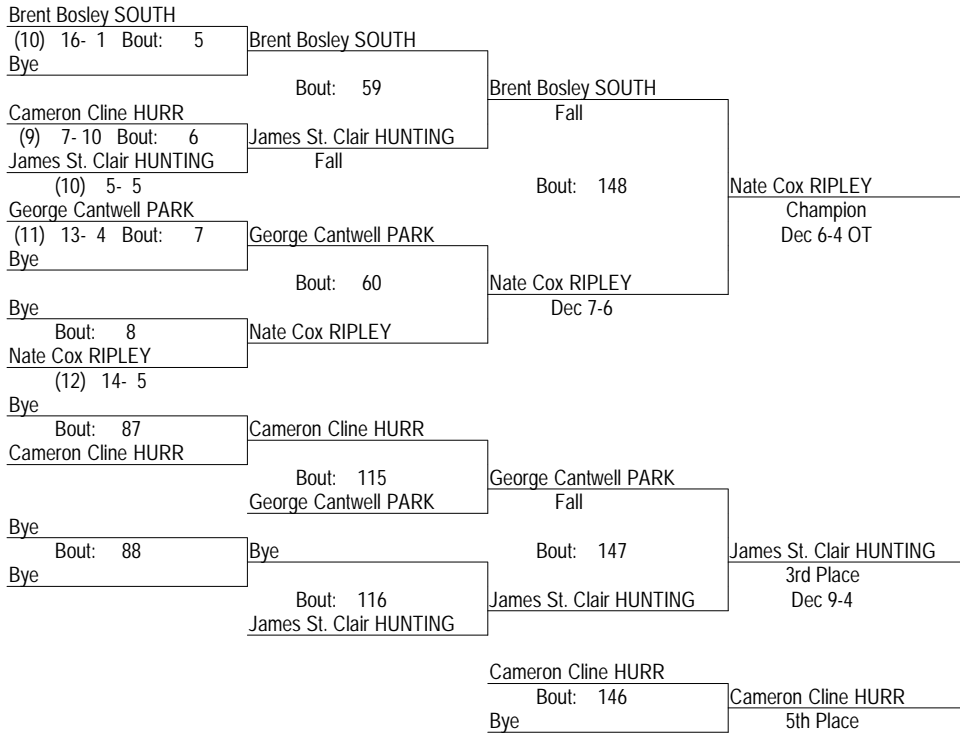 Brent Bosley SOUTH
(10) 16- 1 Bout: 5
Brent Bosley SOUTH
Bye
Bout: 59
Brent Bosley SOUTH
Cameron Cline HURR
Fall
(9) 7- 10 Bout: 6
James St. Clair HUNTING
James St. Clair HUNTING
Fall
(10) 5- 5
Bout: 148
Nate Cox RIPLEY
George Cantwell PARK
Champion
(11) 13- 4 Bout: 7
George Cantwell PARK
Dec 6-4 OT
Bye
Bout: 60
Nate Cox RIPLEY
Bye
Dec 7-6
Bout: 8
Nate Cox RIPLEY
Nate Cox RIPLEY
(12) 14- 5
Bye
Bout: 87
Cameron Cline HURR
Cameron Cline HURR
Bout: 115
George Cantwell PARK
George Cantwell PARK
Fall
Bye
Bout: 88
Bye
Bout: 147
James St. Clair HUNTING
Bye
3rd Place
Bout: 116
James St. Clair HUNTING
Dec 9-4
James St. Clair HUNTING
Cameron Cline HURR
Bout: 146
Cameron Cline HURR
Bye
5th Place